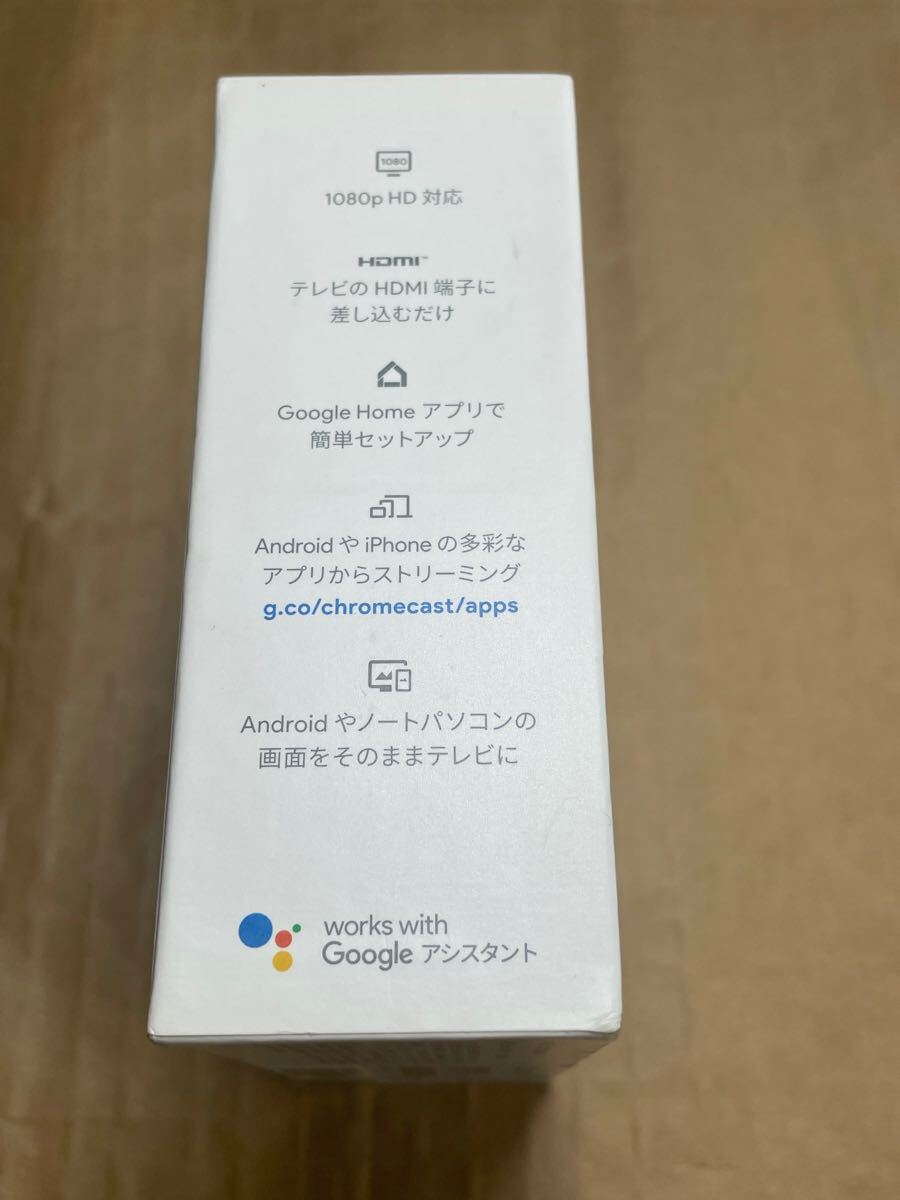 1080
1080p HD 対応
HDMI™
テレビの HDMI 端子に
差し込むだけ
Google Home アプリで
簡単セットアップ
Android や iPhone の多彩な
アプリからストリーミング
g.co/chromecast/apps
Android やノートパソコンの
画面をそのままテレビに
works with
Google アシスタント